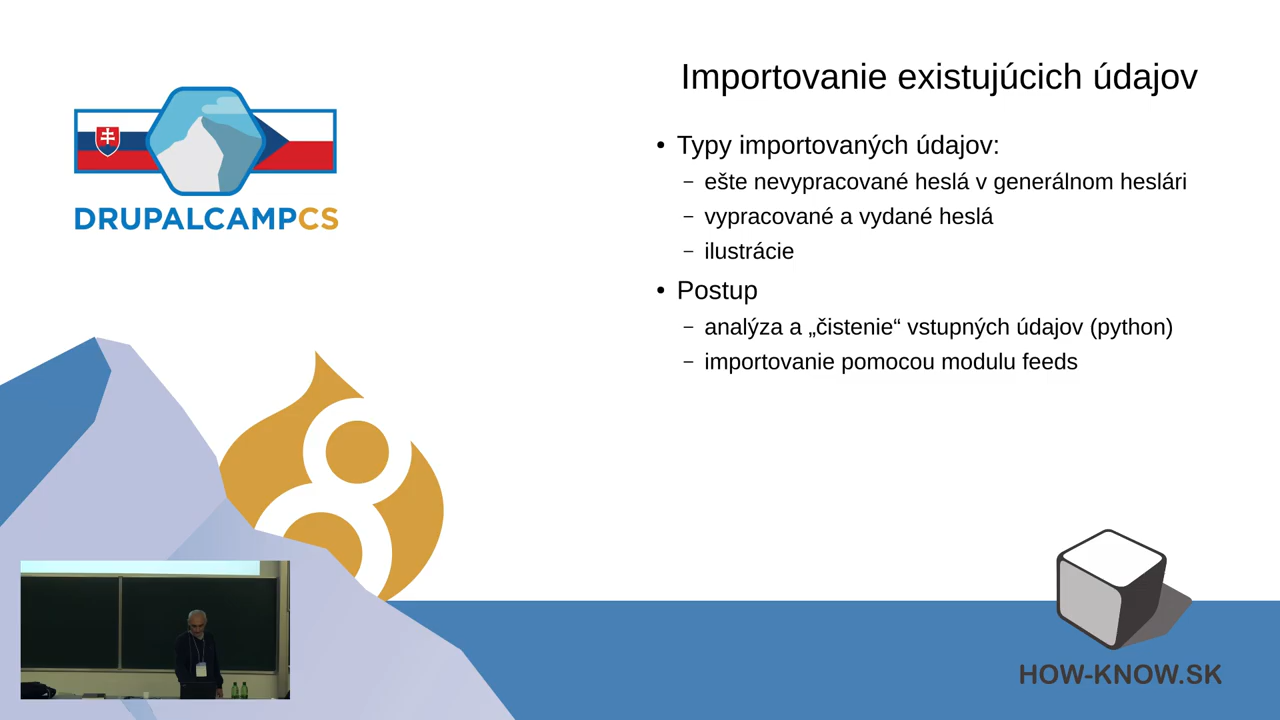 DRUPALCAMPCS
Importovanie existujúcich údajov
• Typy importovaných údajov:
– ešte nevypracované heslá v generálnom heslári
– vypracované a vydané heslá
– ilustrácie
• Postup
– analýza a „čistenie“ vstupných údajov (python)
– importovanie pomocou modulu feeds
8
HOW-KNOW.SK